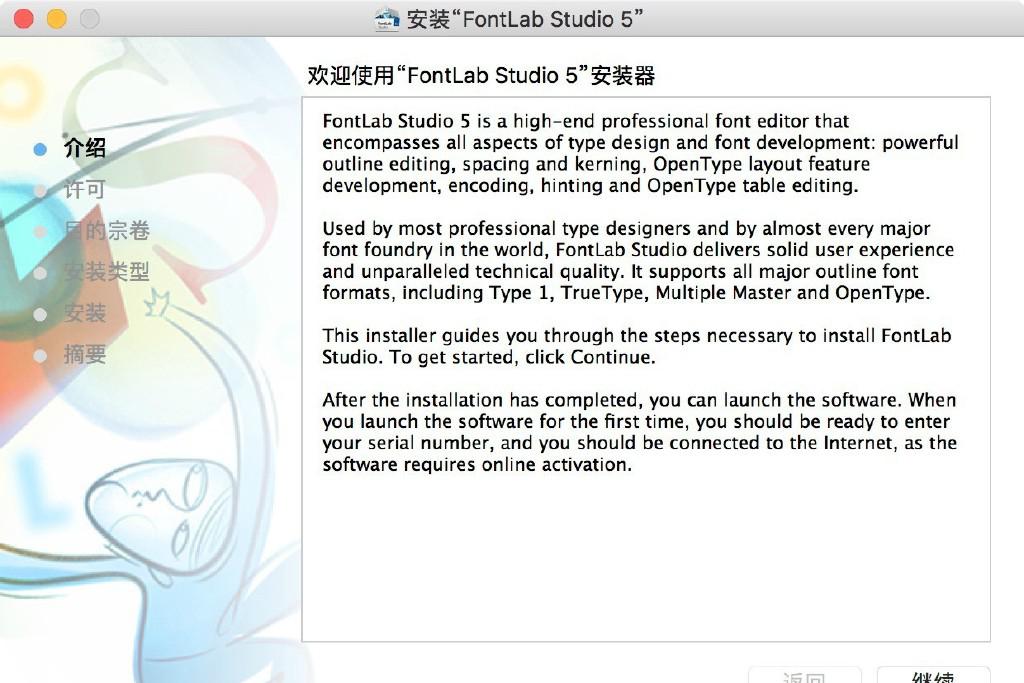 安装“FontLab Studio 5”
欢迎使用“FontLab Studio 5”安装器
介绍
许可
目的宗卷
安装类型
安装
摘要
FontLab Studio 5 is a high-end professional font editor that
encompasses all aspects of type design and font development: powerful
outline editing, spacing and kerning, OpenType layout feature
development, encoding, hinting and OpenType table editing.
Used by most professional type designers and by almost every major
font foundry in the world, FontLab Studio delivers solid user experience
and unparalleled technical quality. It supports all major outline font
formats, including Type 1, TrueType, Multiple Master and OpenType.
This installer guides you through the steps necessary to install FontLab
Studio. To get started, click Continue.
After the installation has completed, you can launch the software. When
you launch the software for the first time, you should be ready to enter
your serial number, and you should be connected to the Internet, as the
software requires online activation.
返回
继续